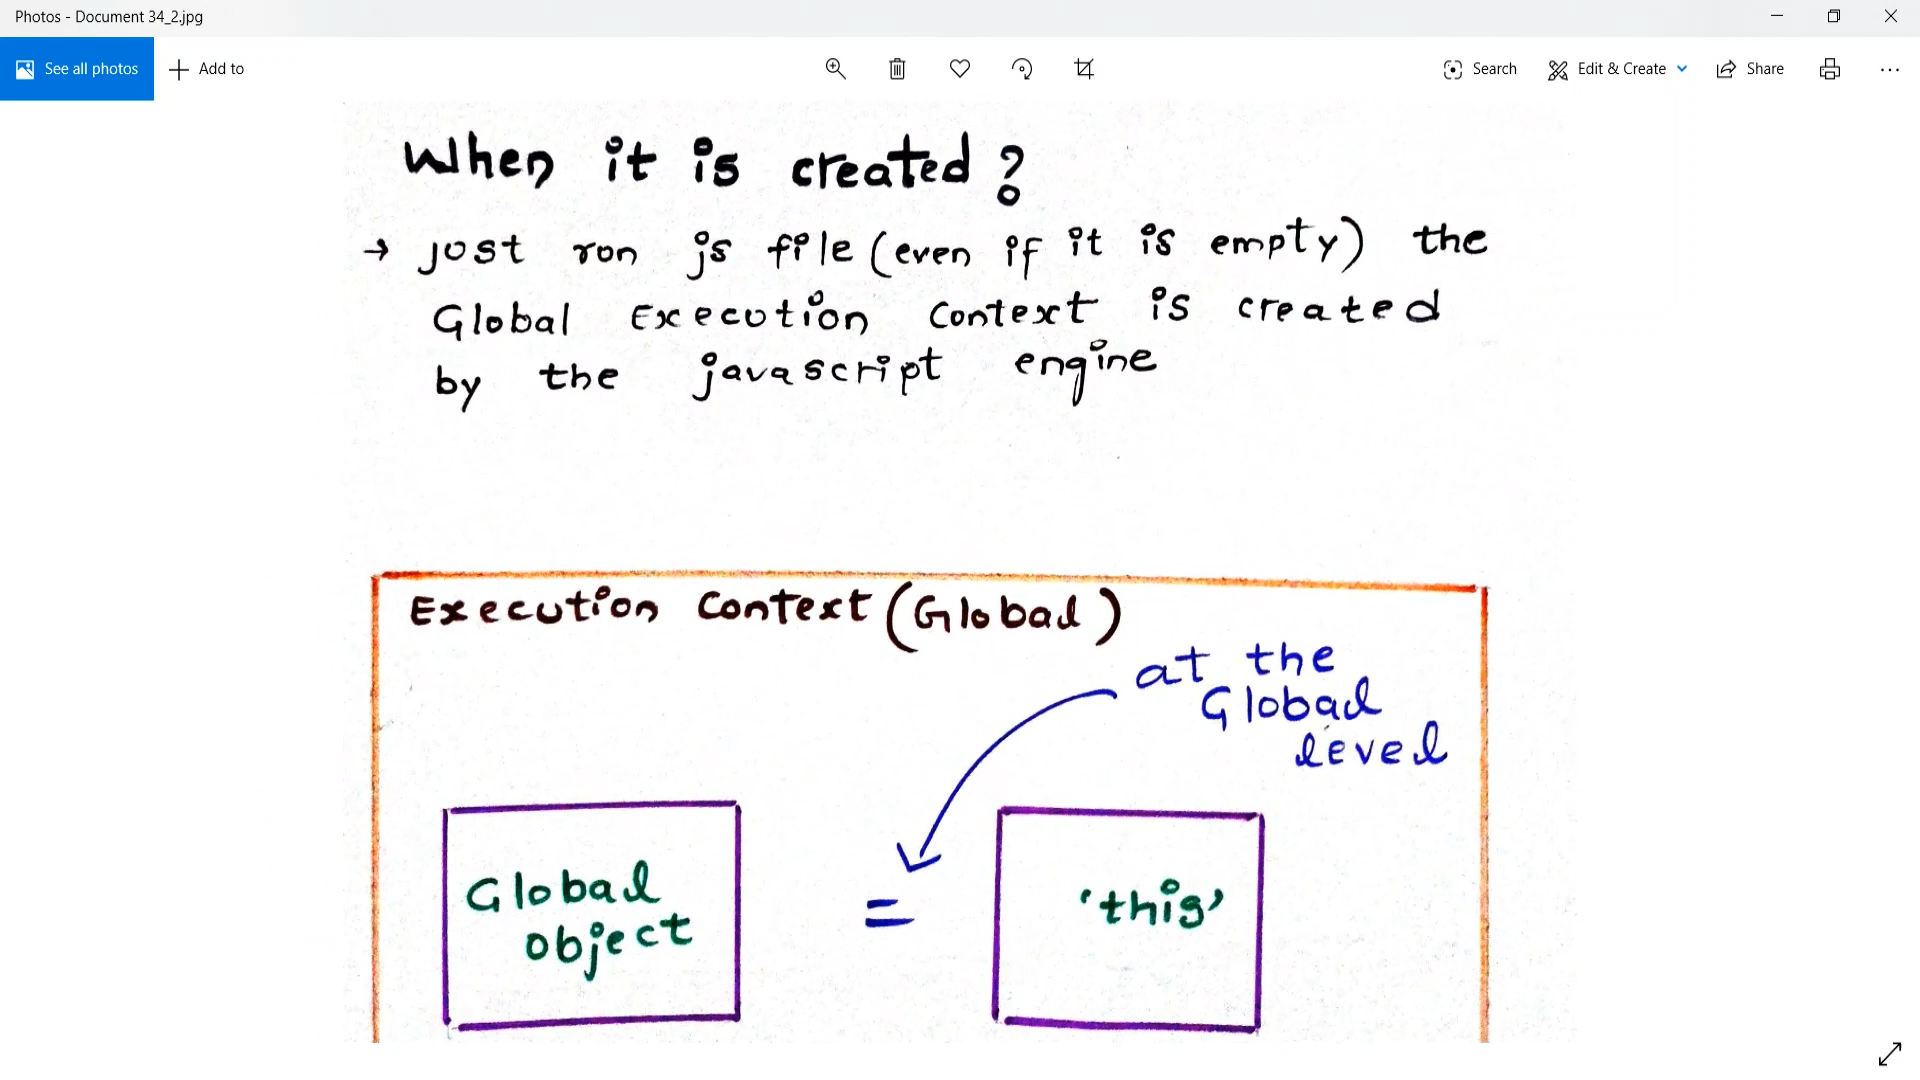 Photos - Document 34_2.jpg
See all photos
Add to
Search
Edit & Create
Share
When it is created?
→ just run js file (even if it is empty) the
Global Execution Context is created
by the javascript engine
Execution Context (Global)
at the
Global
level
Global
object
=
'this'